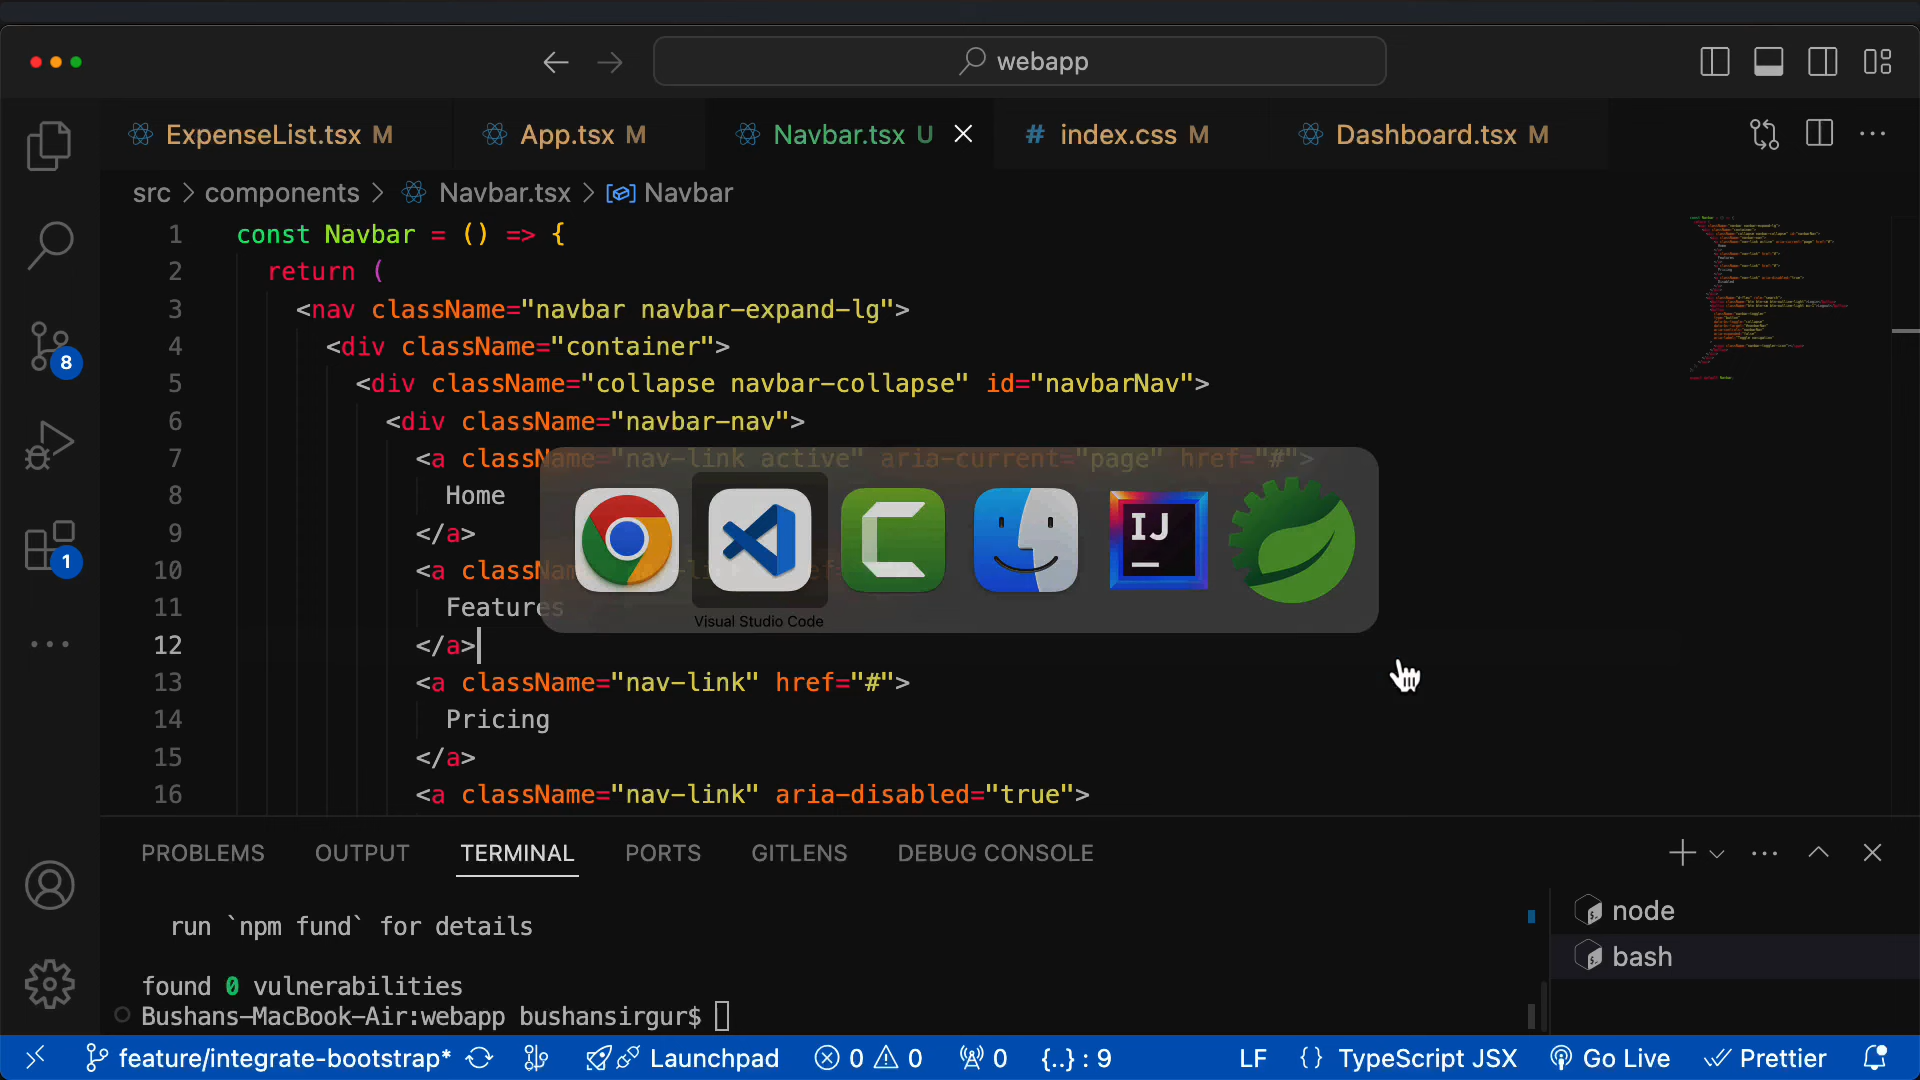 webapp
ExpenseList.tsx M
App.tsx M
Navbar.tsx U
index.css M
Dashboard.tsx M
src > components > Navbar.tsx > Navbar
1 const Navbar = () => {
2 return (
3 <nav className="navbar navbar-expand-lg">
4 <div className="container">
5 <div className="collapse navbar-collapse" id="navbarNav">
6 <div className="navbar-nav">
7 <a className="nav-link active" aria-current="page" href="#">
8 Home
9 </a>
10 <a
11 Features
12 </a>
13 <a className="nav-link" href="#">
14 Pricing
15 </a>
16 <a className="nav-link" aria-disabled="true">
IJ
Visual Studio Code
8
1
PROBLEMS OUTPUT TERMINAL PORTS GITLENS DEBUG CONSOLE
run `npm fund` for details
found 0 vulnerabilities
Bushans-MacBook-Air:webapp bushansirgur$
node
bash
feature/integrate-bootstrap* Launchpad 0 0 0 {..} : 9 LF {} TypeScript JSX Go Live Prettier